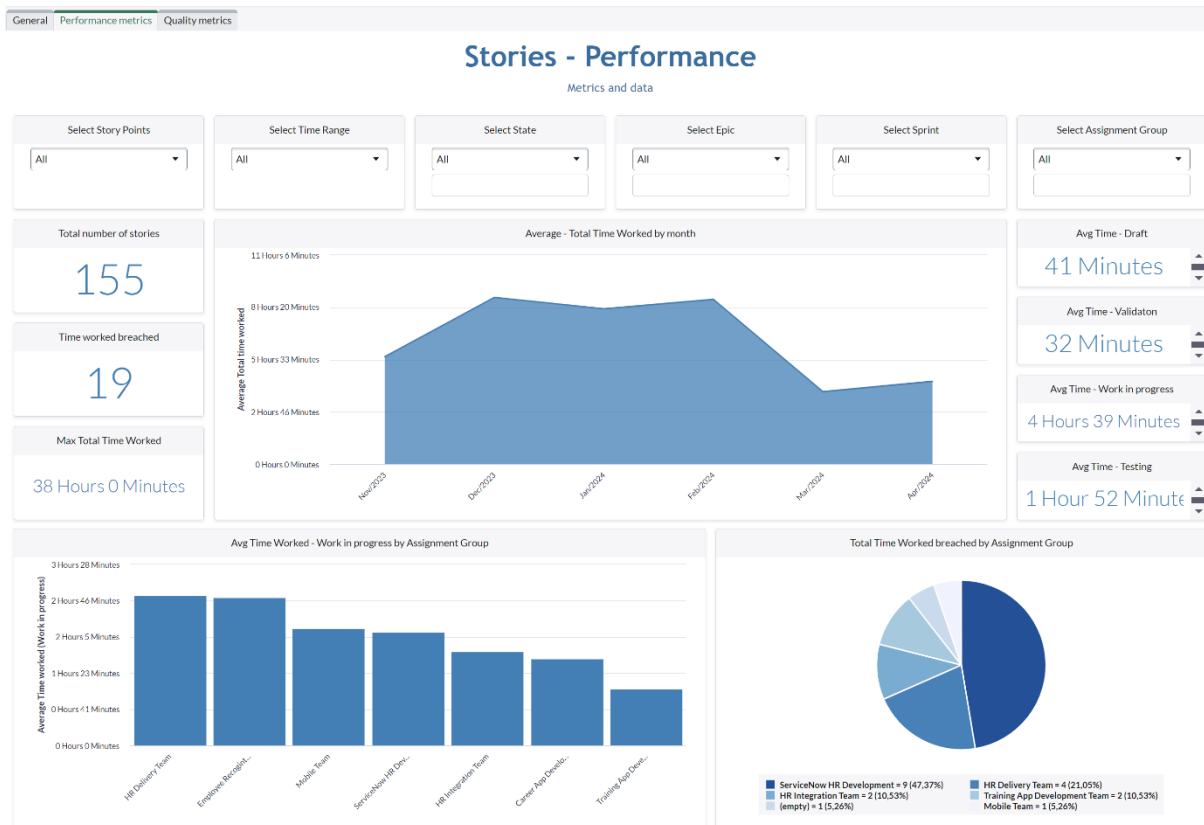 General Performance metrics Quality metrics
Stories - Performance
Metrics and data
Select Story Points
All
Select Time Range
All
Select State
All
Select Epic
All
Select Sprint
All
Select Assignment Group
All
Total number of stories
155
Time worked breached
19
Max Total Time Worked
38 Hours 0 Minutes
Average - Total Time Worked by month
Average Total time worked
11 Hours 6 Minutes
8 Hours 20 Minutes
5 Hours 33 Minutes
2 Hours 46 Minutes
0 Hours 0 Minutes
Nov/2023
Dec/2023
Jan/2024
Feb/2024
Mar/2024
Apr/2024
Avg Time - Draft
41 Minutes
Avg Time - Validaton
32 Minutes
Avg Time - Work in progress
4 Hours 39 Minutes
Avg Time - Testing
1 Hour 52 Minute
Avg Time Worked - Work in progress by Assignment Group
Average Time worked (Work in progress)
3 Hours 28 Minutes
2 Hours 46 Minutes
2 Hours 5 Minutes
1 Hours 23 Minutes
0 Hours 41 Minutes
0 Hours 0 Minutes
HR Delivery Team
Employee Recognit...
Mobile Team
ServiceNow HR Dev...
HR Integration Team
Career App Develo...
Training App Deve...
Total Time Worked breached by Assignment Group
ServiceNow HR Development = 9 (47,37%)
HR Delivery Team = 4 (21,05%)
HR Integration Team = 2 (10,53%)
Training App Development Team = 2 (10,53%)
(empty) = 1 (5,26%)
Mobile Team = 1 (5,26%)